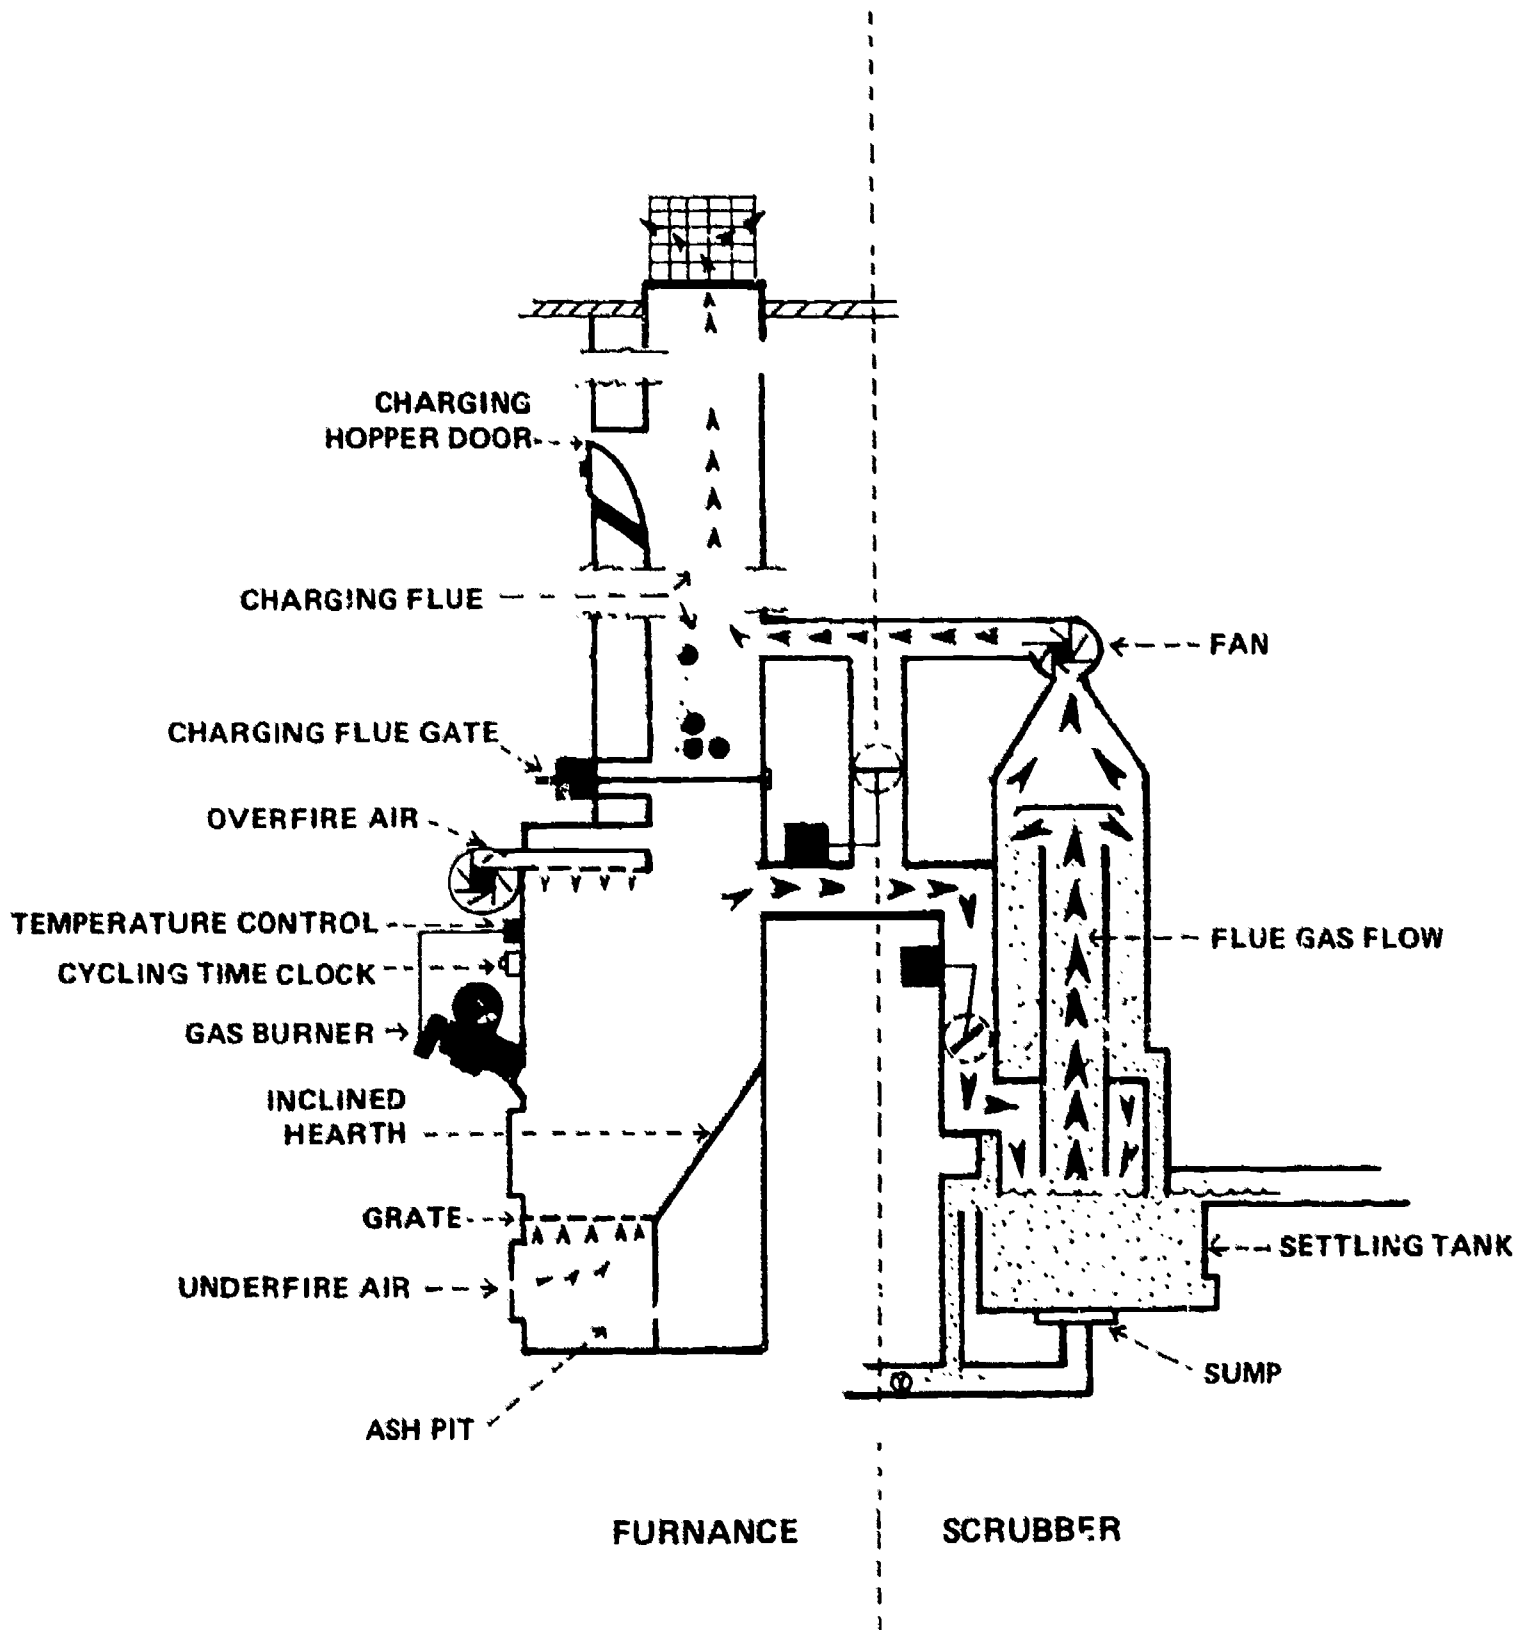 CHARGING
HOPPER DOOR
CHARGING FLUE
FAN
CHARGING FLUE GATE
OVERFIRE AIR
TEMPERATURE CONTROL
FLUE GAS FLOW
CYCLING TIME CLOCK
GAS BURNER
INCLINED
HEARTH
GRATE
SETTLING TANK
UNDERFIRE AIR
SUMP
ASH PIT
FURNANCE
SCRUBBER